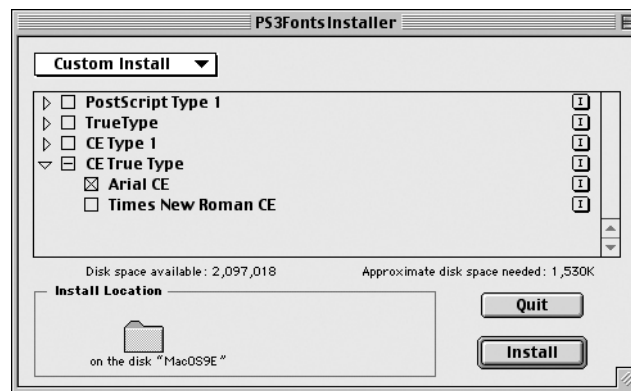 PS3FontsInstaller
Custom Install
PostScript Type 1
TrueType
CE Type 1
CE True Type
Arial CE
Times New Roman CE
Disk space available: 2,097,018 Approximate disk space needed: 1,530K
Install Location
on the disk "MacOS9E"
Quit
Install